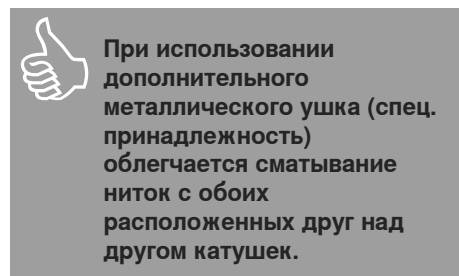 При использовании
дополнительного
металлического ушка (спец.
принадлежность)
облегчается сматывание
ниток с обоих
расположенных друг над
другом катушек.